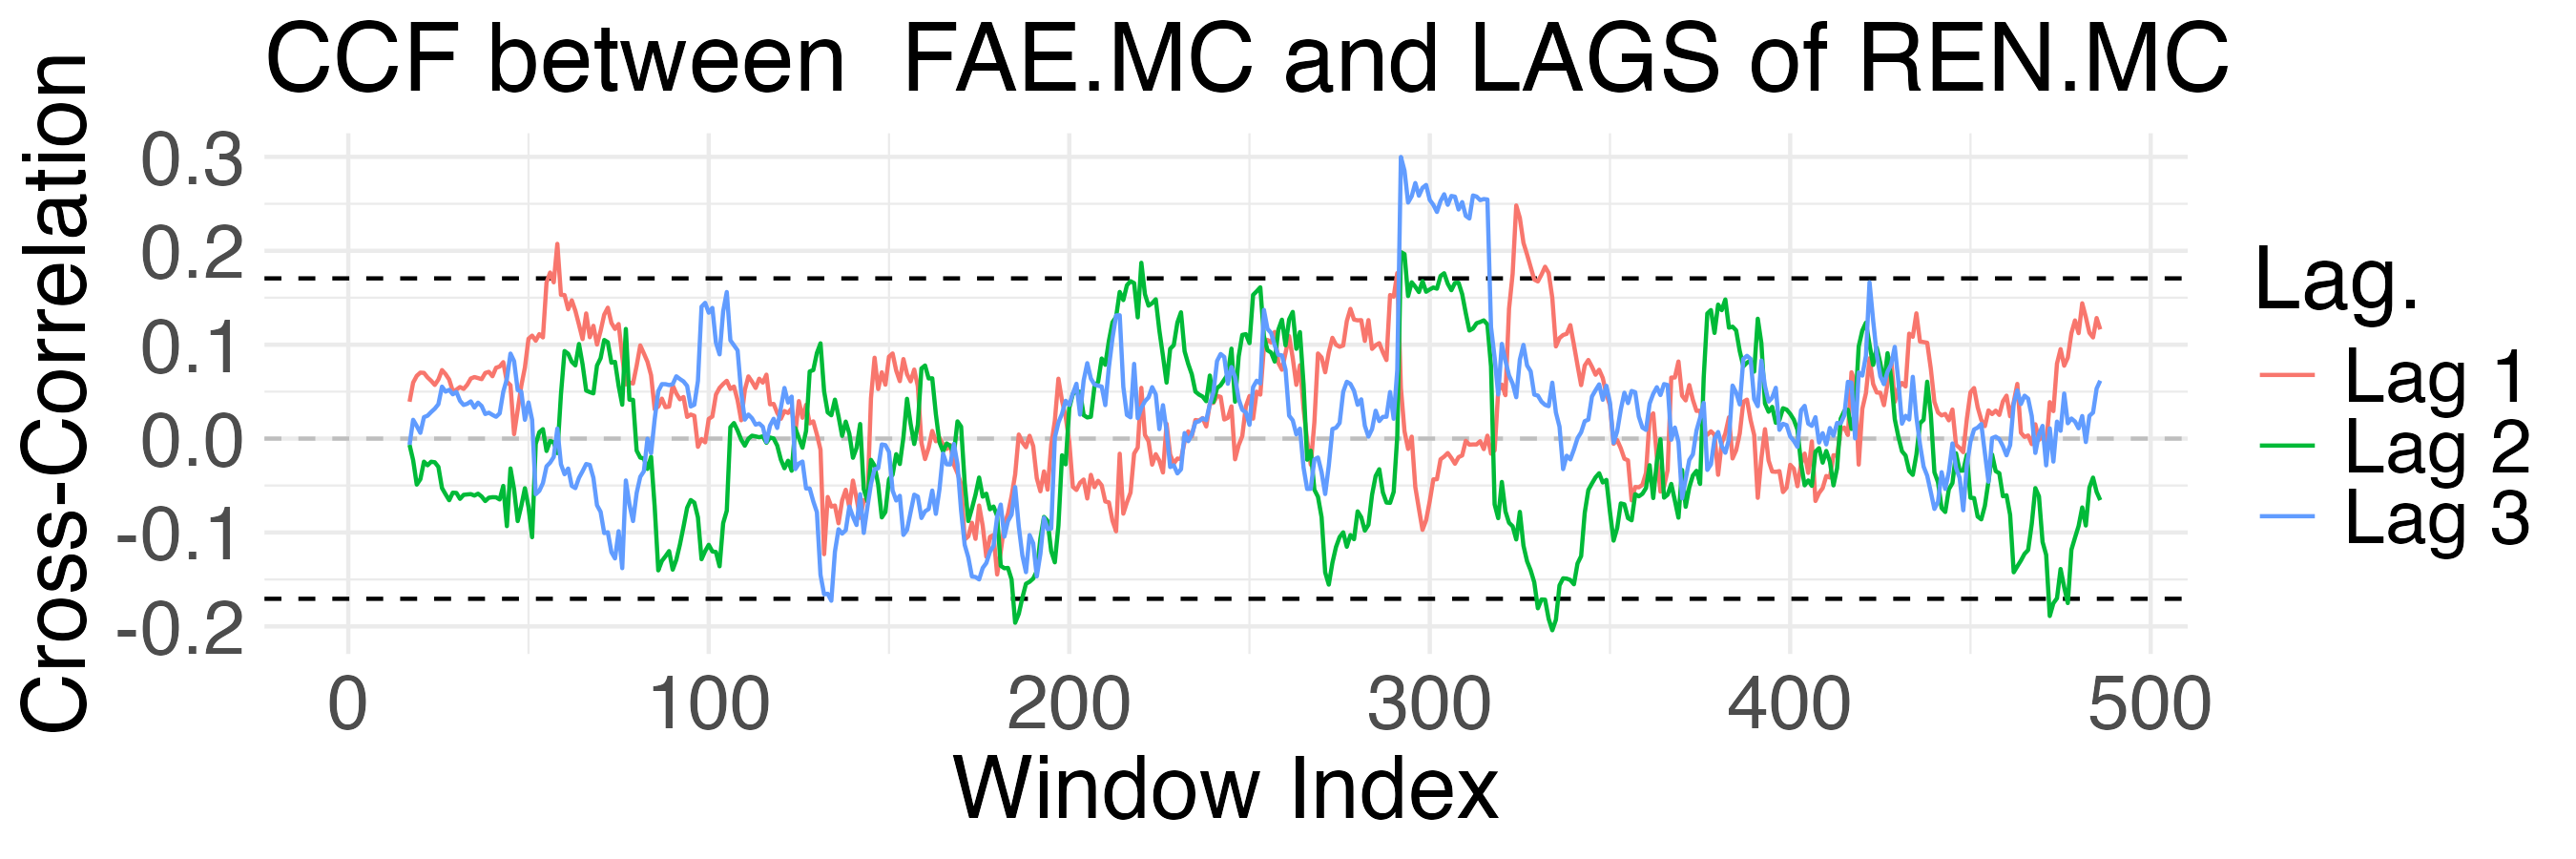 CCF between  FAE.MC and LAGS of REN.MC
Cross-Correlation
0.3
0.2
0.1
0.0
-0.1
-0.2
0 100 200 300 400 500
Window Index
Lag.
Lag 1
Lag 2
Lag 3